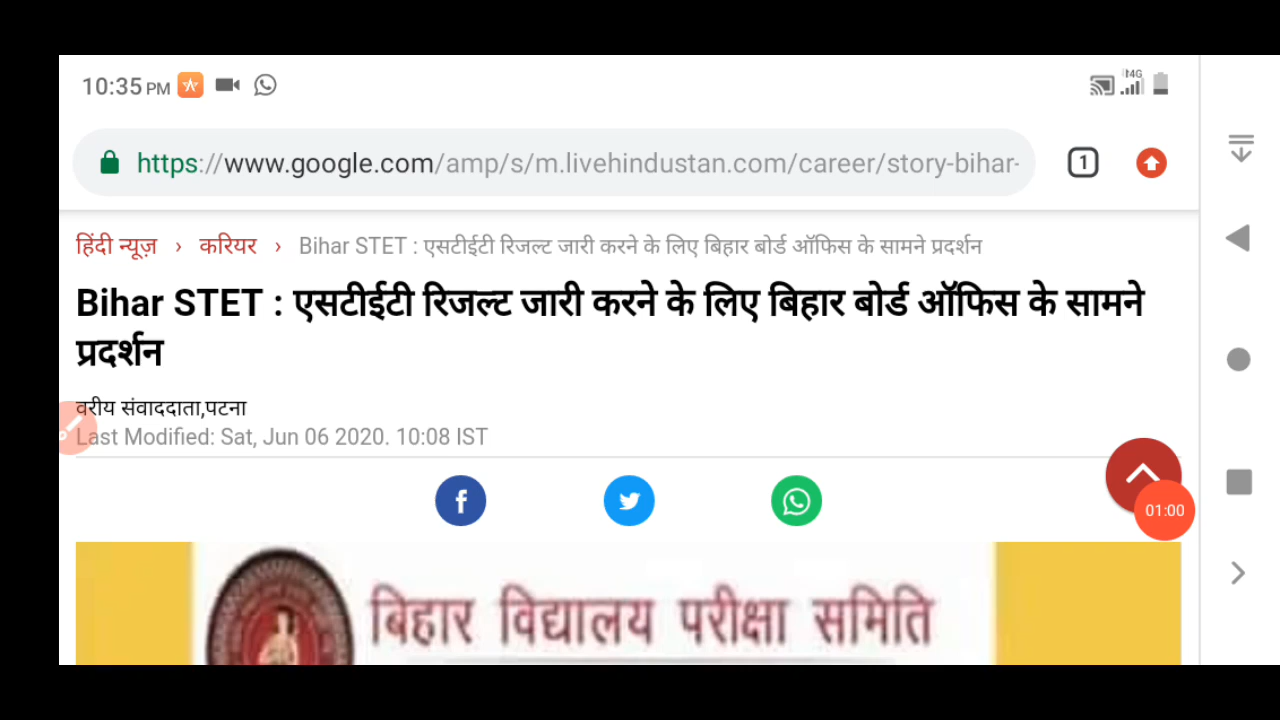 10:35 PM
14G
https://www.google.com/amp/s/m.livehindustan.com/career/story-bihar-
1
हिंदी न्यूज़ › करियर › Bihar STET : एसटीईटी रिजल्ट जारी करने के लिए बिहार बोर्ड ऑफिस के सामने प्रदर्शन
Bihar STET : एसटीईटी रिजल्ट जारी करने के लिए बिहार बोर्ड ऑफिस के सामने
प्रदर्शन
वरीय संवाददाता,पटना
Last Modified: Sat, Jun 06 2020. 10:08 IST
01:00
बिहार विद्यालय परीक्षा समिति